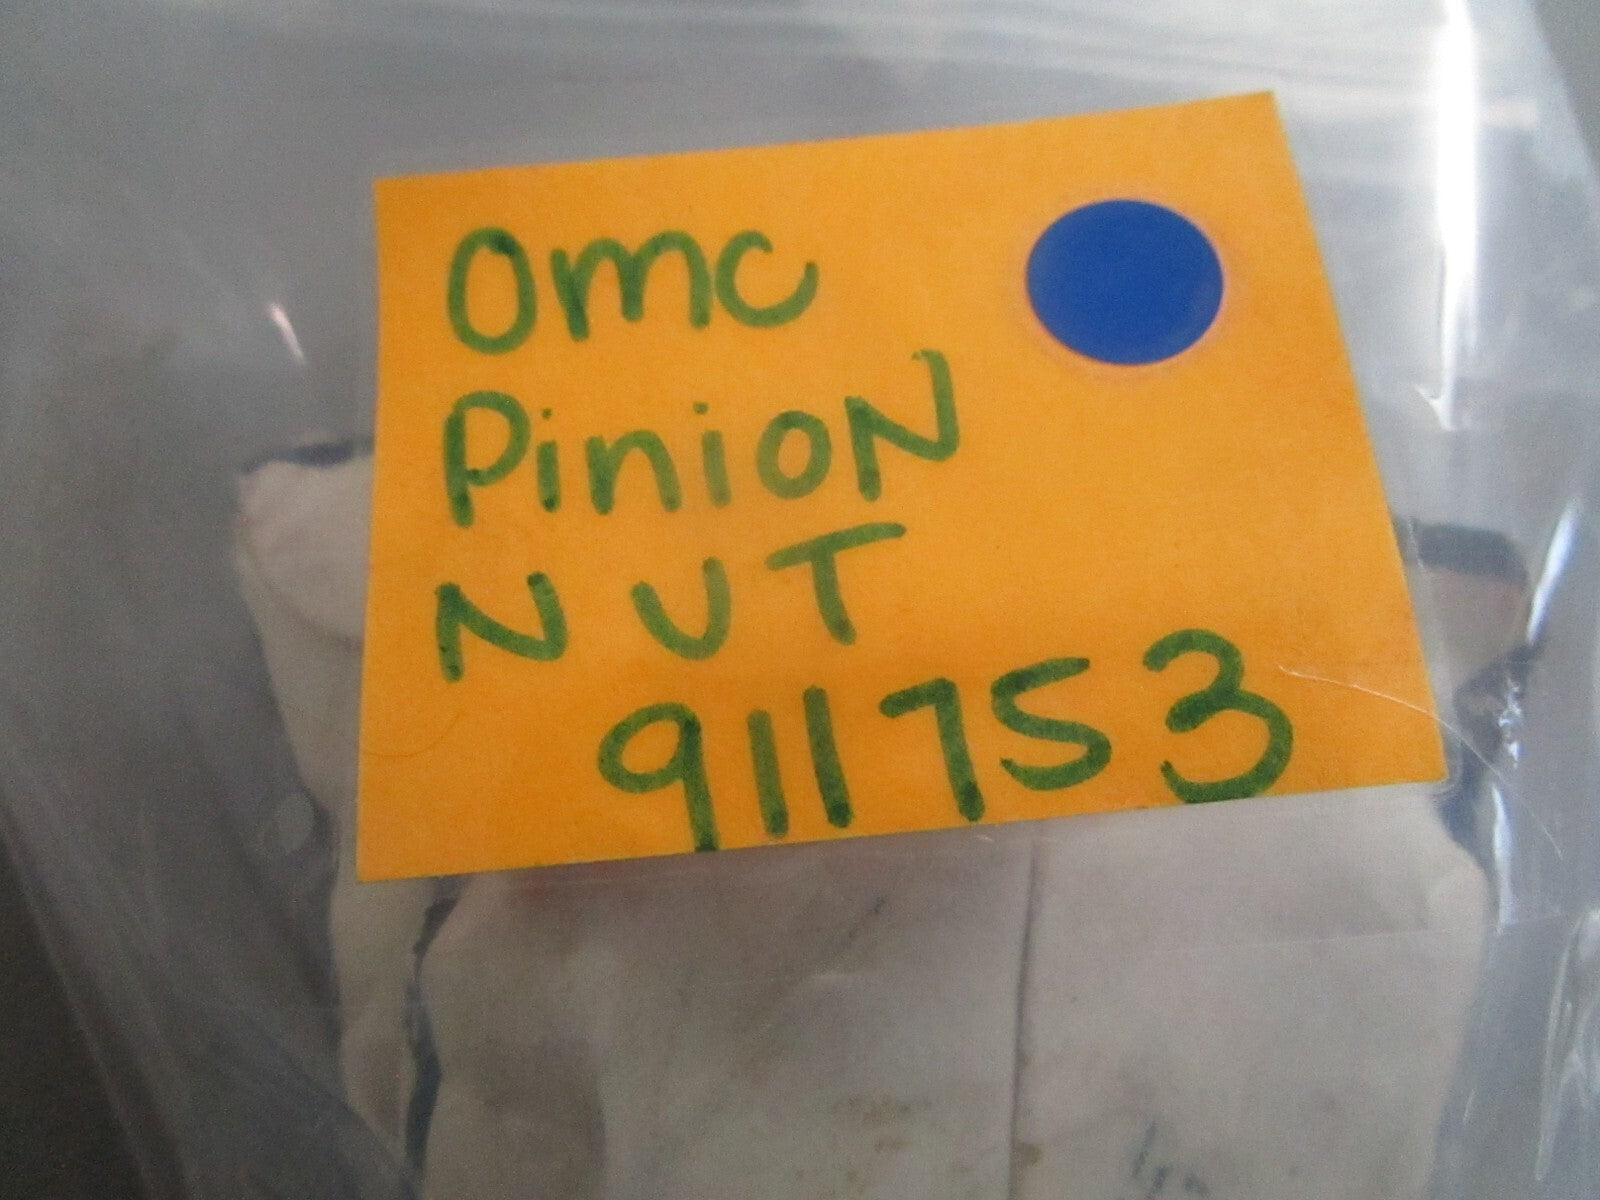 Omc
PinioN
NUT
911753